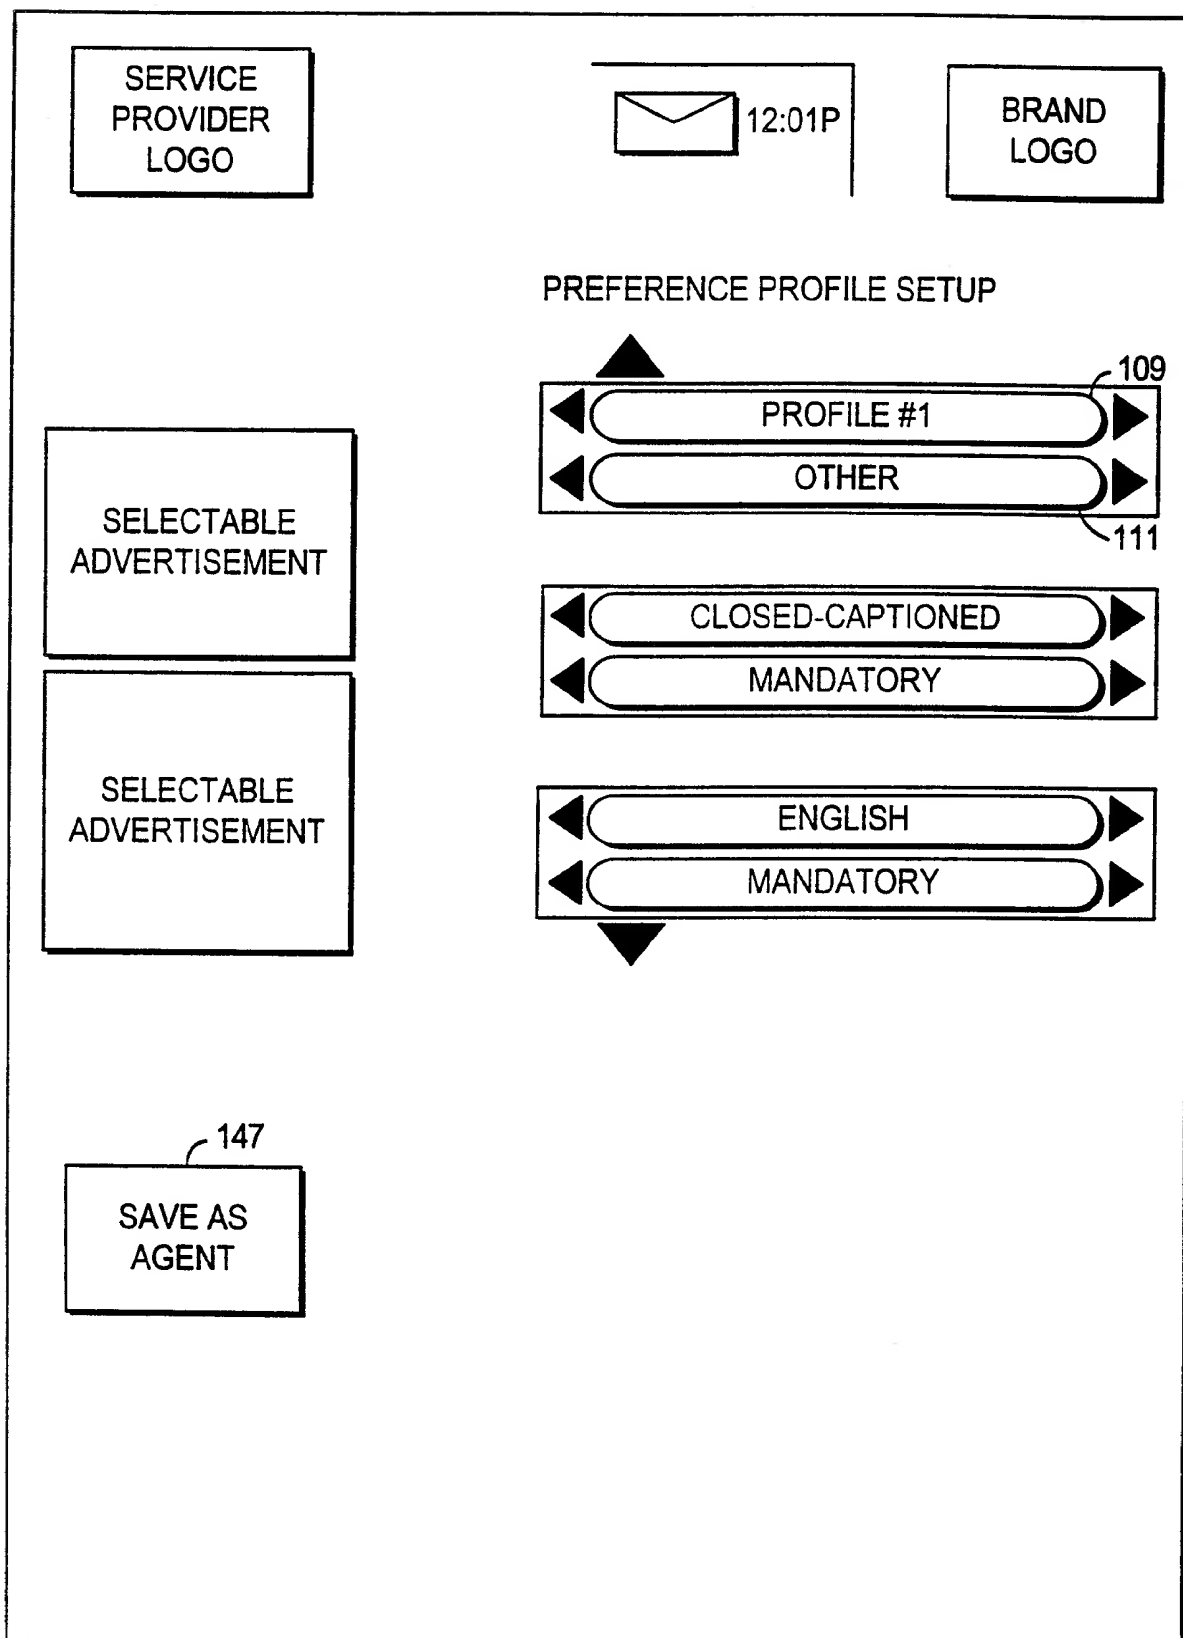 SERVICE
PROVIDER
LOGO
12:01P
BRAND
LOGO
PREFERENCE PROFILE SETUP
109
PROFILE #1
OTHER
111
SELECTABLE
ADVERTISEMENT
CLOSED-CAPTIONED
MANDATORY
SELECTABLE
ADVERTISEMENT
ENGLISH
MANDATORY
147
SAVE AS
AGENT